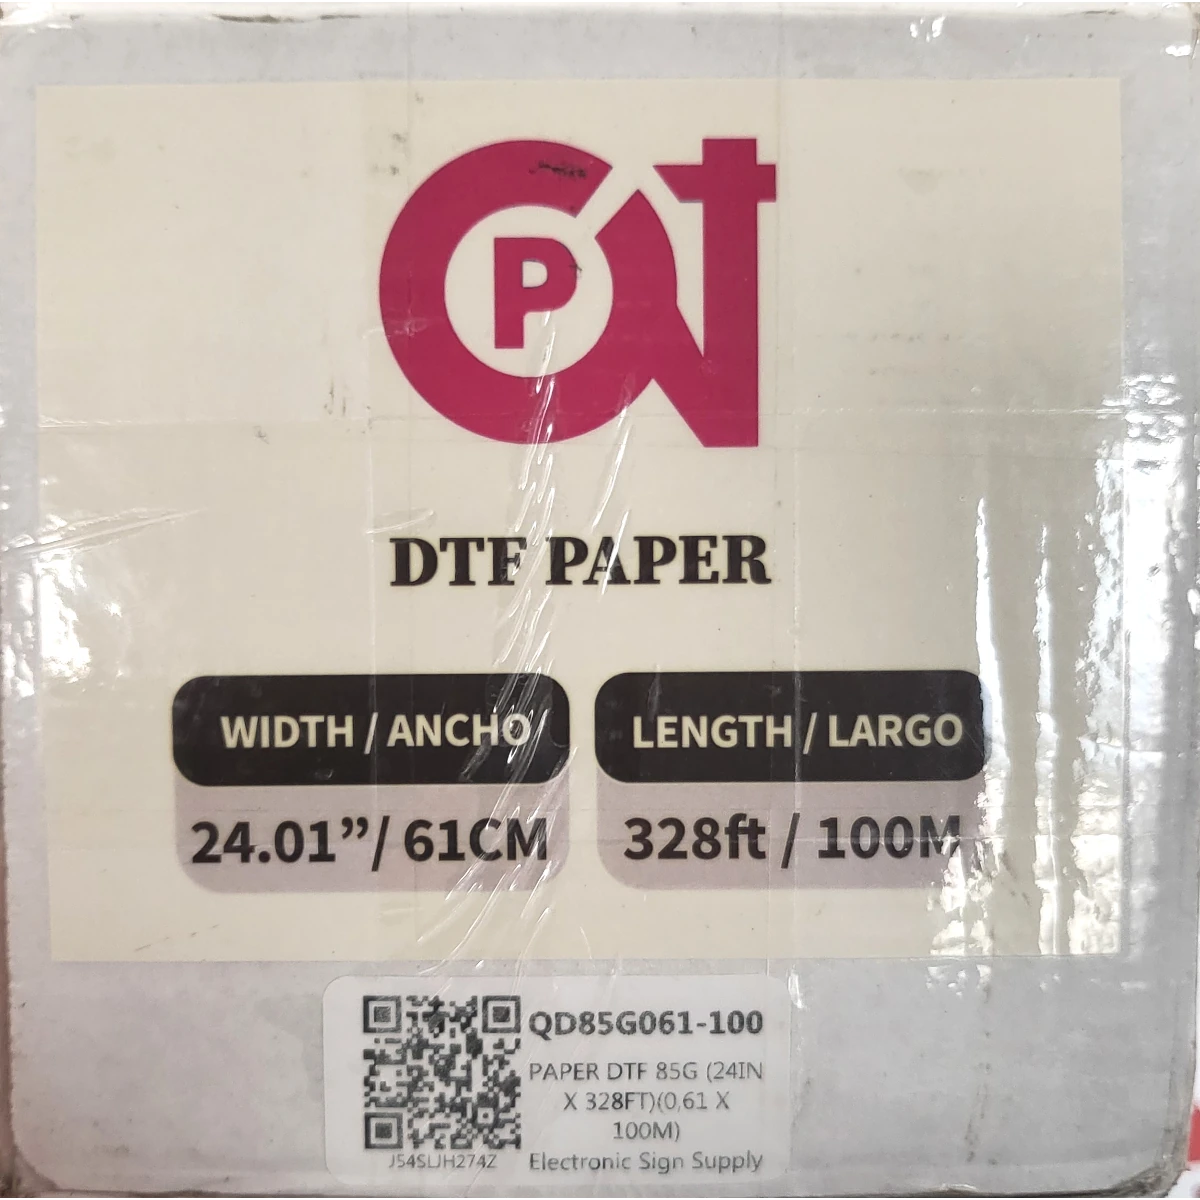 P
DTF PAPER
WIDTH / ANCHO
24.01”/ 61CM
LENGTH / LARGO
328ft / 100M
QD85G061-100
PAPER DTF 85G (24IN
X 328FT)(0,61 X
100M)
Electronic Sign Supply